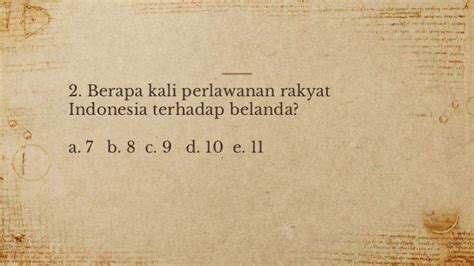 2. Berapa kali perlawanan rakyat
Indonesia terhadap belanda?
a. 7 b. 8 c. 9 d. 10 e. 11